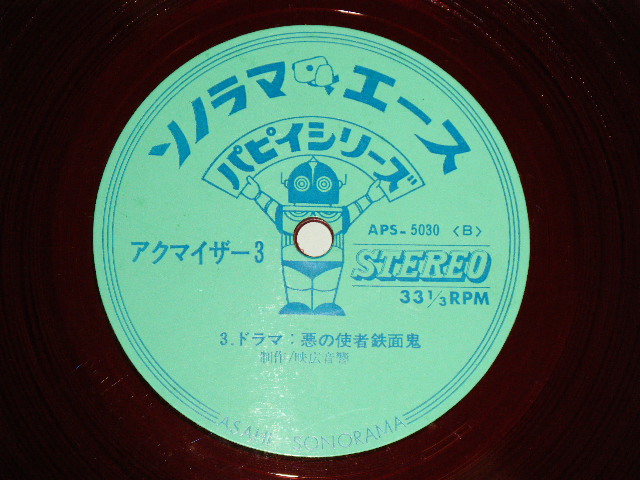 ソノラマエース
パピイシリーズ
APS-5030 <B>
アクマイザー3
STEREO
33 1/3 RPM
3.ドラマ:悪の使者鉄面鬼
制作/映広音響
ASAHI SONORAMA